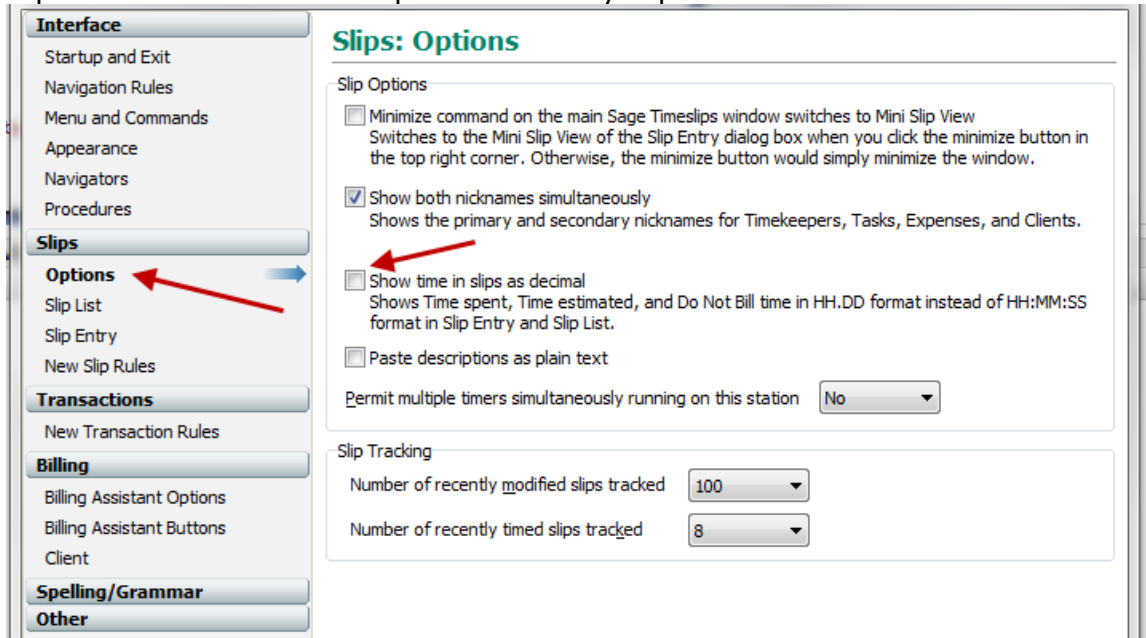 Interface
Startup and Exit
Navigation Rules
Menu and Commands
Appearance
Navigators
Procedures
Slips
Options
Slip List
Slip Entry
New Slip Rules
Transactions
New Transaction Rules
Billing
Billing Assistant Options
Billing Assistant Buttons
Client
Spelling/Grammar
Other
Slips: Options
Slip Options
Minimize command on the main Sage Timeslips window switches to Mini Slip View
Switches to the Mini Slip View of the Slip Entry dialog box when you click the minimize button in
the top right corner. Otherwise, the minimize button would simply minimize the window.
Show both nicknames simultaneously
Shows the primary and secondary nicknames for Timekeepers, Tasks, Expenses, and Clients.
Show time in slips as decimal
Shows Time spent, Time estimated, and Do Not Bill time in HH.DD format instead of HH:MM:SS
format in Slip Entry and Slip List.
Paste descriptions as plain text
Permit multiple timers simultaneously running on this station No
Slip Tracking
Number of recently modified slips tracked 100
Number of recently timed slips tracked 8